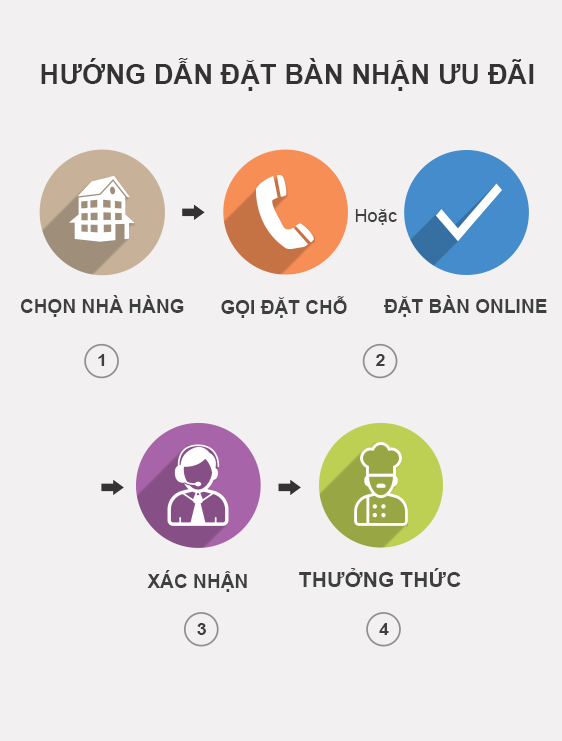 HƯỚNG DẪN ĐẶT BÀN NHẬN ƯU ĐÃI
Hoặc
CHỌN NHÀ HÀNG
GỌI ĐẶT CHỖ
ĐẶT BÀN ONLINE
1
2
XÁC NHẬN
THƯỞNG THỨC
3
4